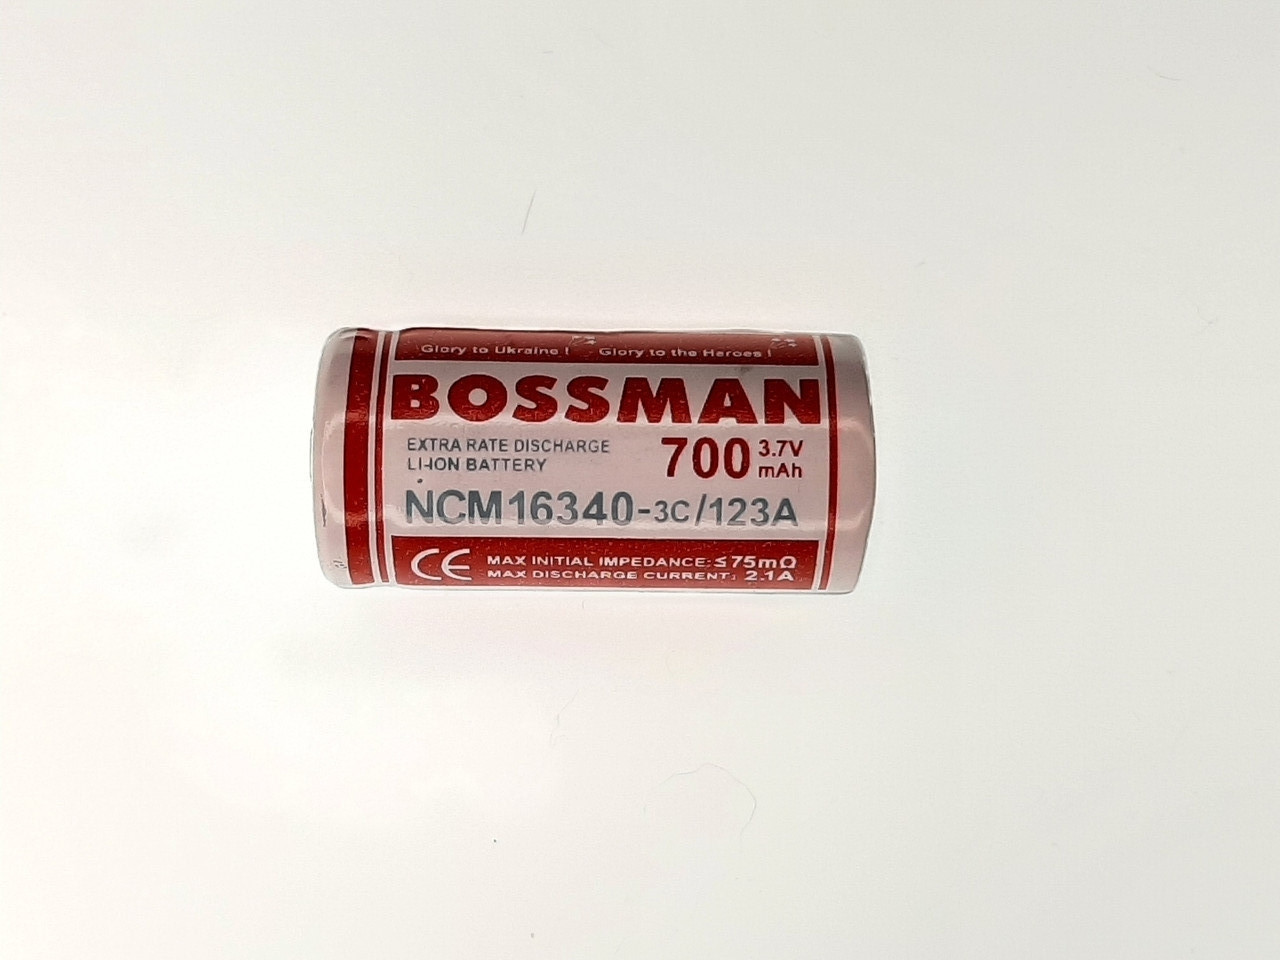 Glory to Ukraine ! Glory to the Heroes !
BOSSMAN
EXTRA RATE DISCHARGE
LI-ION BATTERY
700 3.7V
mAh
NCM16340-3C/123A
CE MAX INITIAL IMPEDANCE:≤75mΩ
MAX DISCHARGE CURRENT: 2.1A